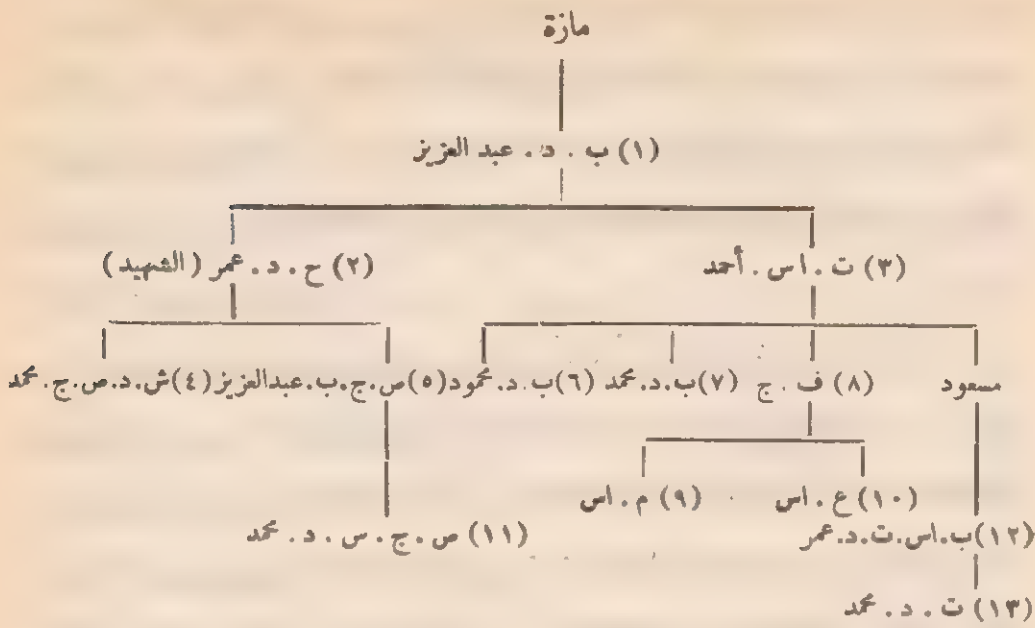 مازة
(١) ب . د . عبد العزيز
(٣) ت . اس . أحمد (٢) ح . د . عمر ( الشهيد )
مسعود (٨) ف . ج (٧) ب . د . محمد (٦) ب . د . محمود (٥) ص . ج . ب . عبدالعزيز (٤) ش . د . ص . ج . محمد
(١٠) ع . اس (٩) م . اس
(١٢) ب . اس . ت . د . عمر (١١) ص . ج . س . د . محمد
(١٣) ت . د . محمد